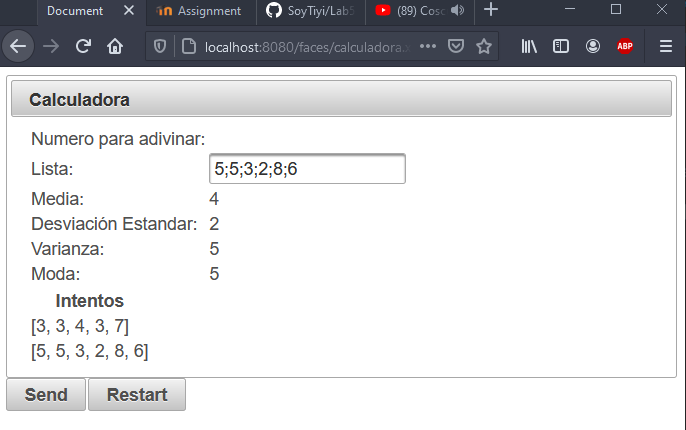 Document
Assignment
SoyTiyi/Lab5
(89) Cosc
localhost:8080/faces/calculadora.
ABP
Calculadora
Numero para adivinar:
Lista: 5;5;3;2;8;6
Media: 4
Desviación Estandar: 2
Varianza: 5
Moda: 5
Intentos
[3, 3, 4, 3, 7]
[5, 5, 3, 2, 8, 6]
Send Restart